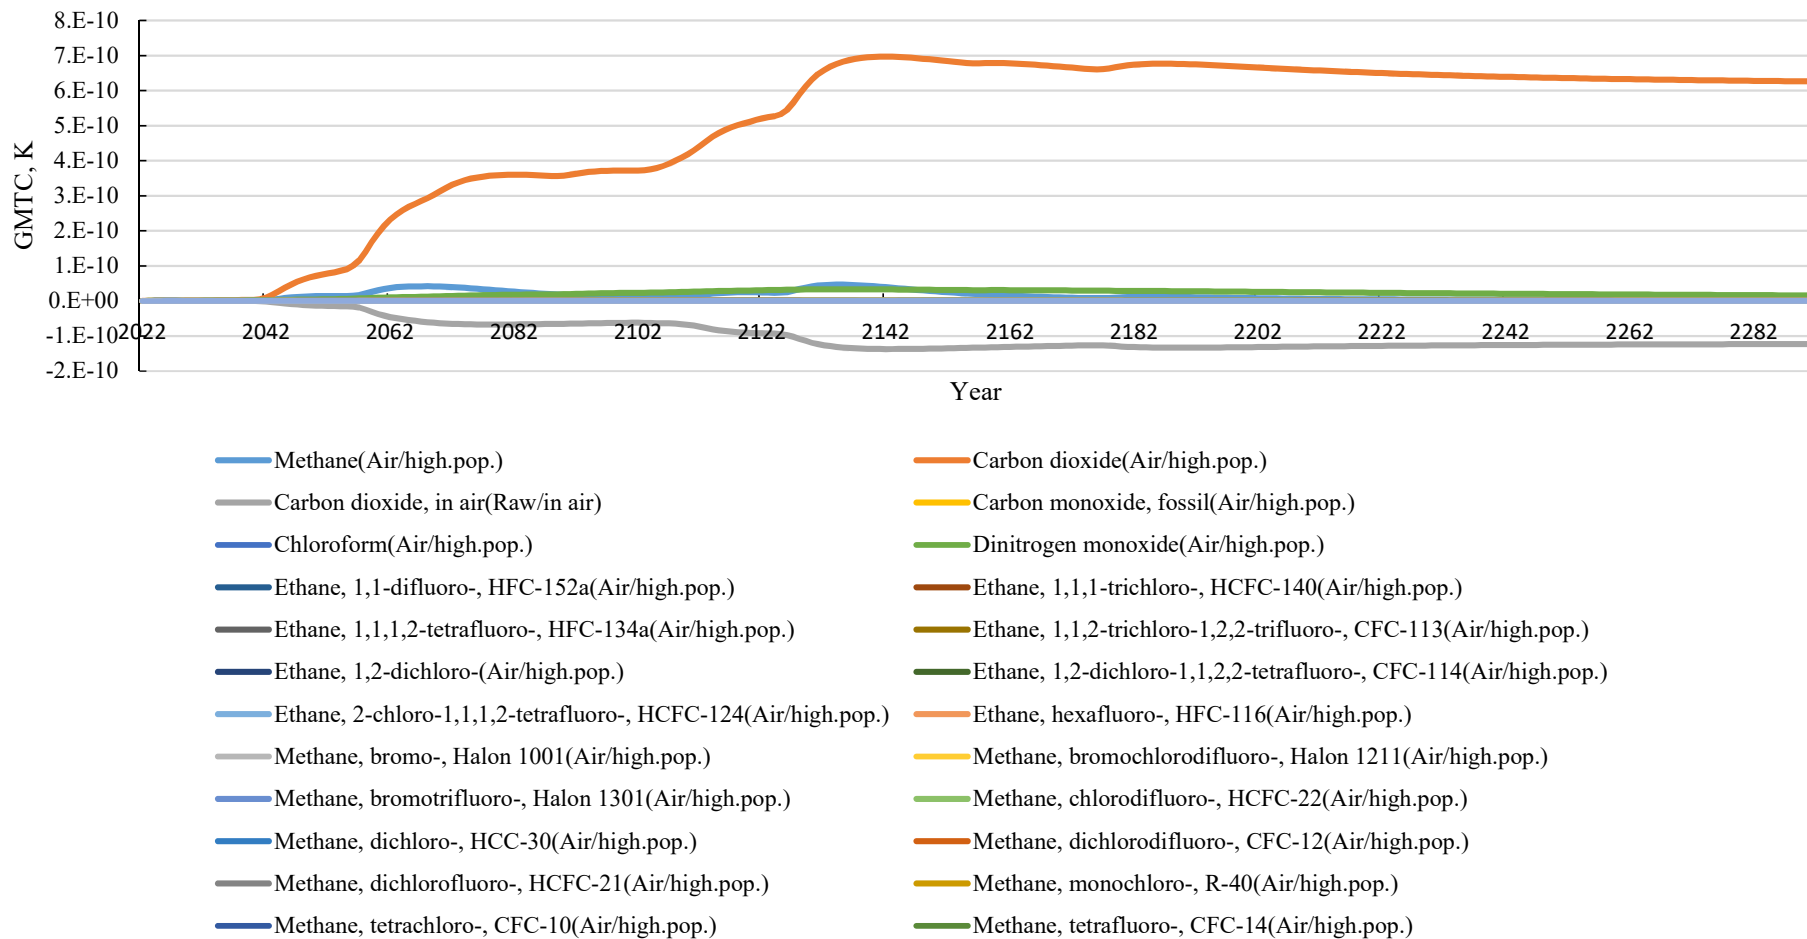 8.E-10
7.E-10
6.E-10
5.E-10
4.E-10
3.E-10
2.E-10
1.E-10
0.E+00
-1.E-10
-2.E-10
GMTC, K
2022 2042 2062 2082 2102 2122 2142 2162 2182 2202 2222 2242 2262 2282
Year
Methane(Air/high.pop.) Carbon dioxide(Air/high.pop.)
Carbon dioxide, in air(Raw/in air) Carbon monoxide, fossil(Air/high.pop.)
Chloroform(Air/high.pop.) Dinitrogen monoxide(Air/high.pop.)
Ethane, 1,1-difluoro-, HFC-152a(Air/high.pop.) Ethane, 1,1,1-trichloro-, HCFC-140(Air/high.pop.)
Ethane, 1,1,1,2-tetrafluoro-, HFC-134a(Air/high.pop.) Ethane, 1,1,2-trichloro-1,2,2-trifluoro-, CFC-113(Air/high.pop.)
Ethane, 1,2-dichloro-(Air/high.pop.) Ethane, 1,2-dichloro-1,1,2,2-tetrafluoro-, CFC-114(Air/high.pop.)
Ethane, 2-chloro-1,1,1,2-tetrafluoro-, HCFC-124(Air/high.pop.) Ethane, hexafluoro-, HFC-116(Air/high.pop.)
Methane, bromo-, Halon 1001(Air/high.pop.) Methane, bromochlorodifluoro-, Halon 1211(Air/high.pop.)
Methane, bromotrifluoro-, Halon 1301(Air/high.pop.) Methane, chlorodifluoro-, HCFC-22(Air/high.pop.)
Methane, dichloro-, HCC-30(Air/high.pop.) Methane, dichlorodifluoro-, CFC-12(Air/high.pop.)
Methane, dichlorofluoro-, HCFC-21(Air/high.pop.) Methane, monochloro-, R-40(Air/high.pop.)
Methane, tetrachloro-, CFC-10(Air/high.pop.) Methane, tetrafluoro-, CFC-14(Air/high.pop.)